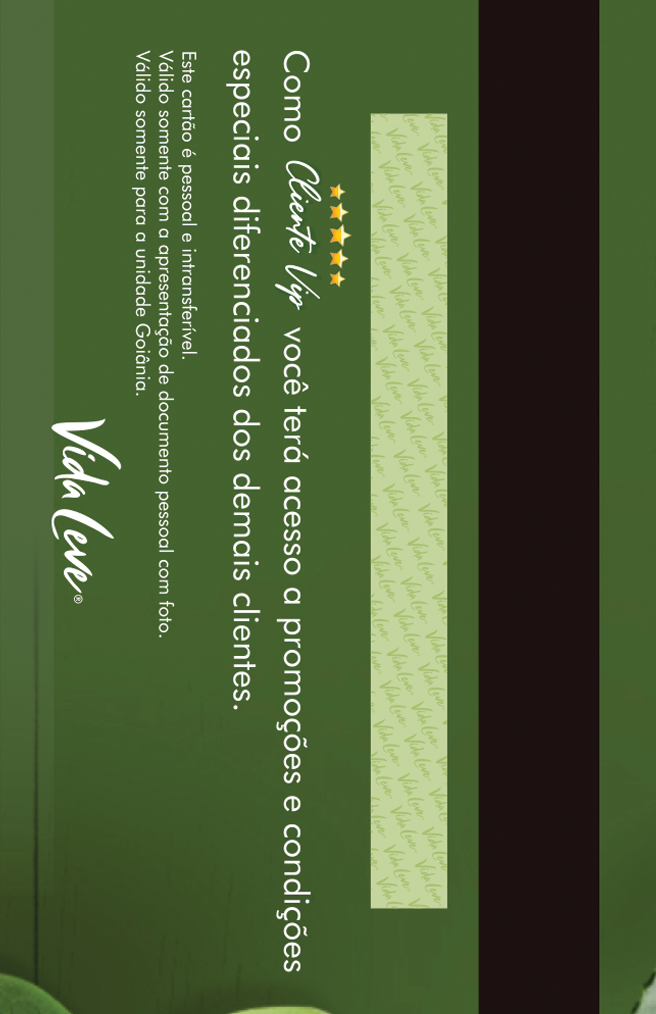 Como Cliente Vip você terá acesso a promoções e condições
especiais diferenciados dos demais clientes.
Este cartão é pessoal e intransferível.
Válido somente com a apresentação de documento pessoal com foto.
Válido somente para a unidade Goiânia.
Vida Leve®